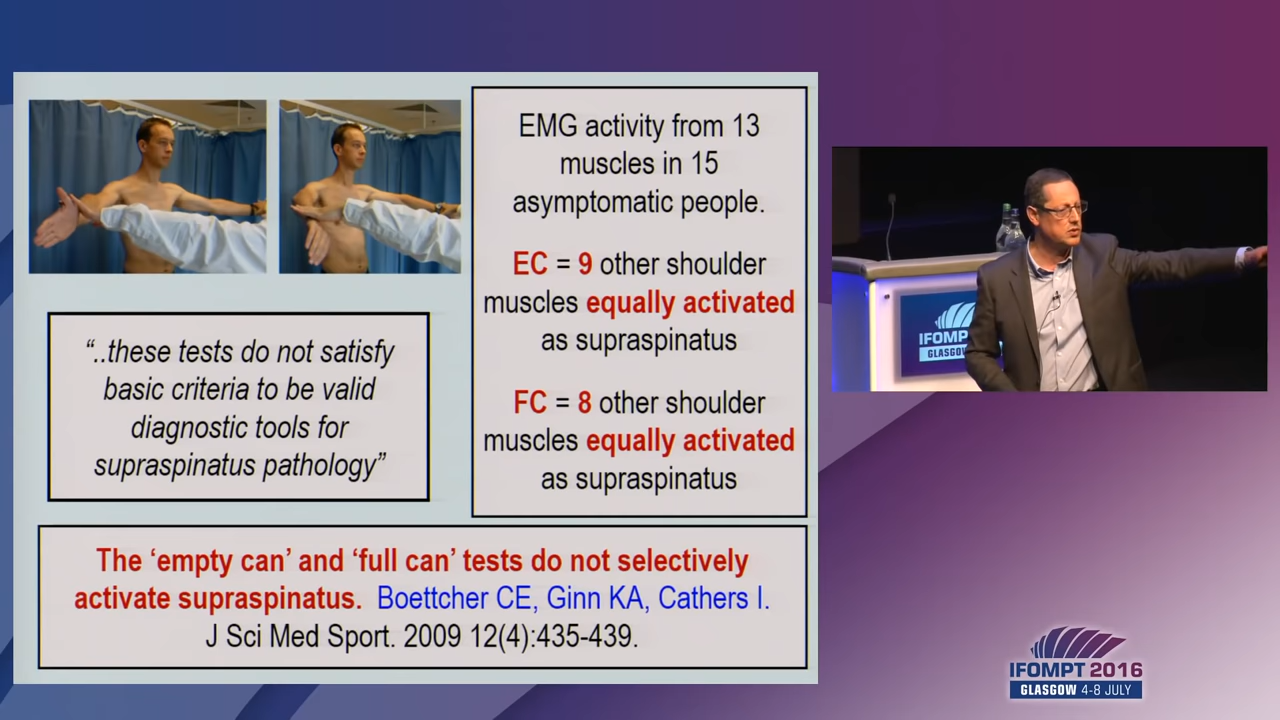 EMG activity from 13
muscles in 15
asymptomatic people.
EC = 9 other shoulder
muscles equally activated
as supraspinatus
FC = 8 other shoulder
muscles equally activated
as supraspinatus
“..these tests do not satisfy
basic criteria to be valid
diagnostic tools for
supraspinatus pathology”
The ‘empty can’ and ‘full can’ tests do not selectively
activate supraspinatus. Boettcher CE, Ginn KA, Cathers I.
J Sci Med Sport. 2009 12(4):435-439.
IFOMPT
GLASGOW
IFOMPT 2016
GLASGOW 4-8 JULY